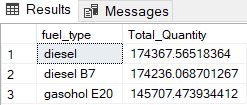 Results Messages
fuel_type Total_Quantity
1 diesel 174367.56518364
2 diesel B7 174236.068701267
3 gasohol E20 145707.473934412